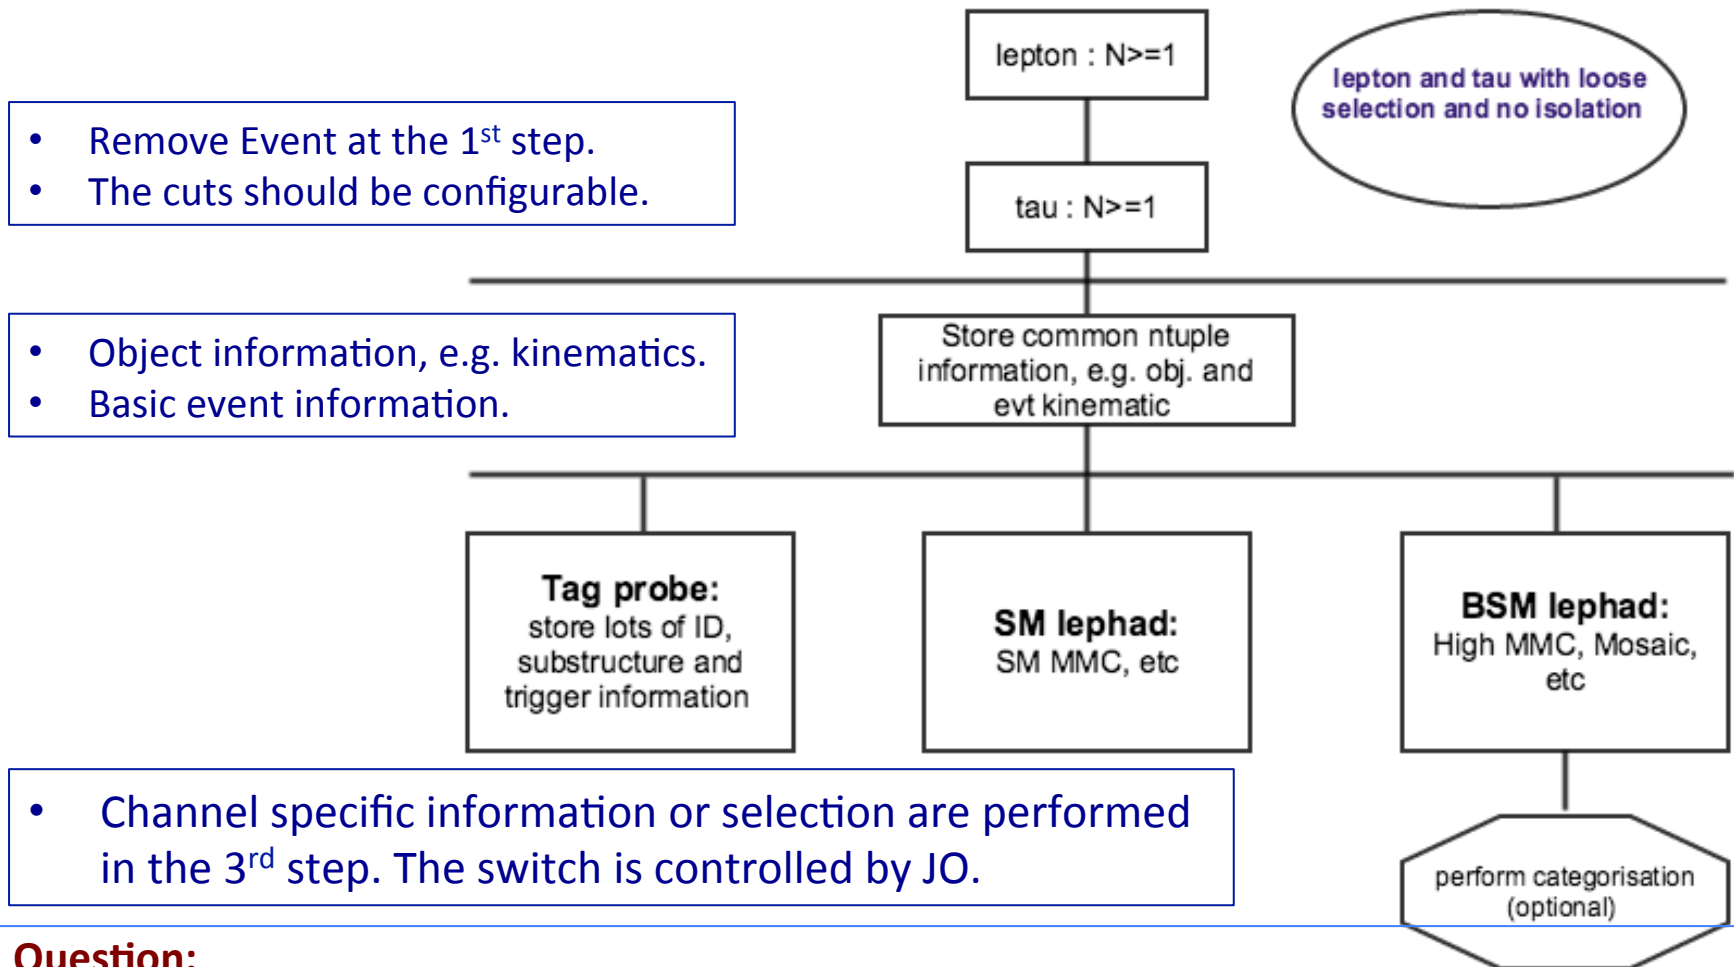 lepton : N>=1
lepton and tau with loose
selection and no isolation
• Remove Event at the 1st step.
• The cuts should be configurable.
tau : N>=1
• Object information, e.g. kinematics.
• Basic event information.
Store common ntuple
information, e.g. obj. and
evt kinematic
Tag probe:
store lots of ID,
substructure and
trigger information
SM lephad:
SM MMC, etc
BSM lephad:
High MMC, Mosaic,
etc
• Channel specific information or selection are performed
in the 3rd step. The switch is controlled by JO.
perform categorisation
(optional)
Question: